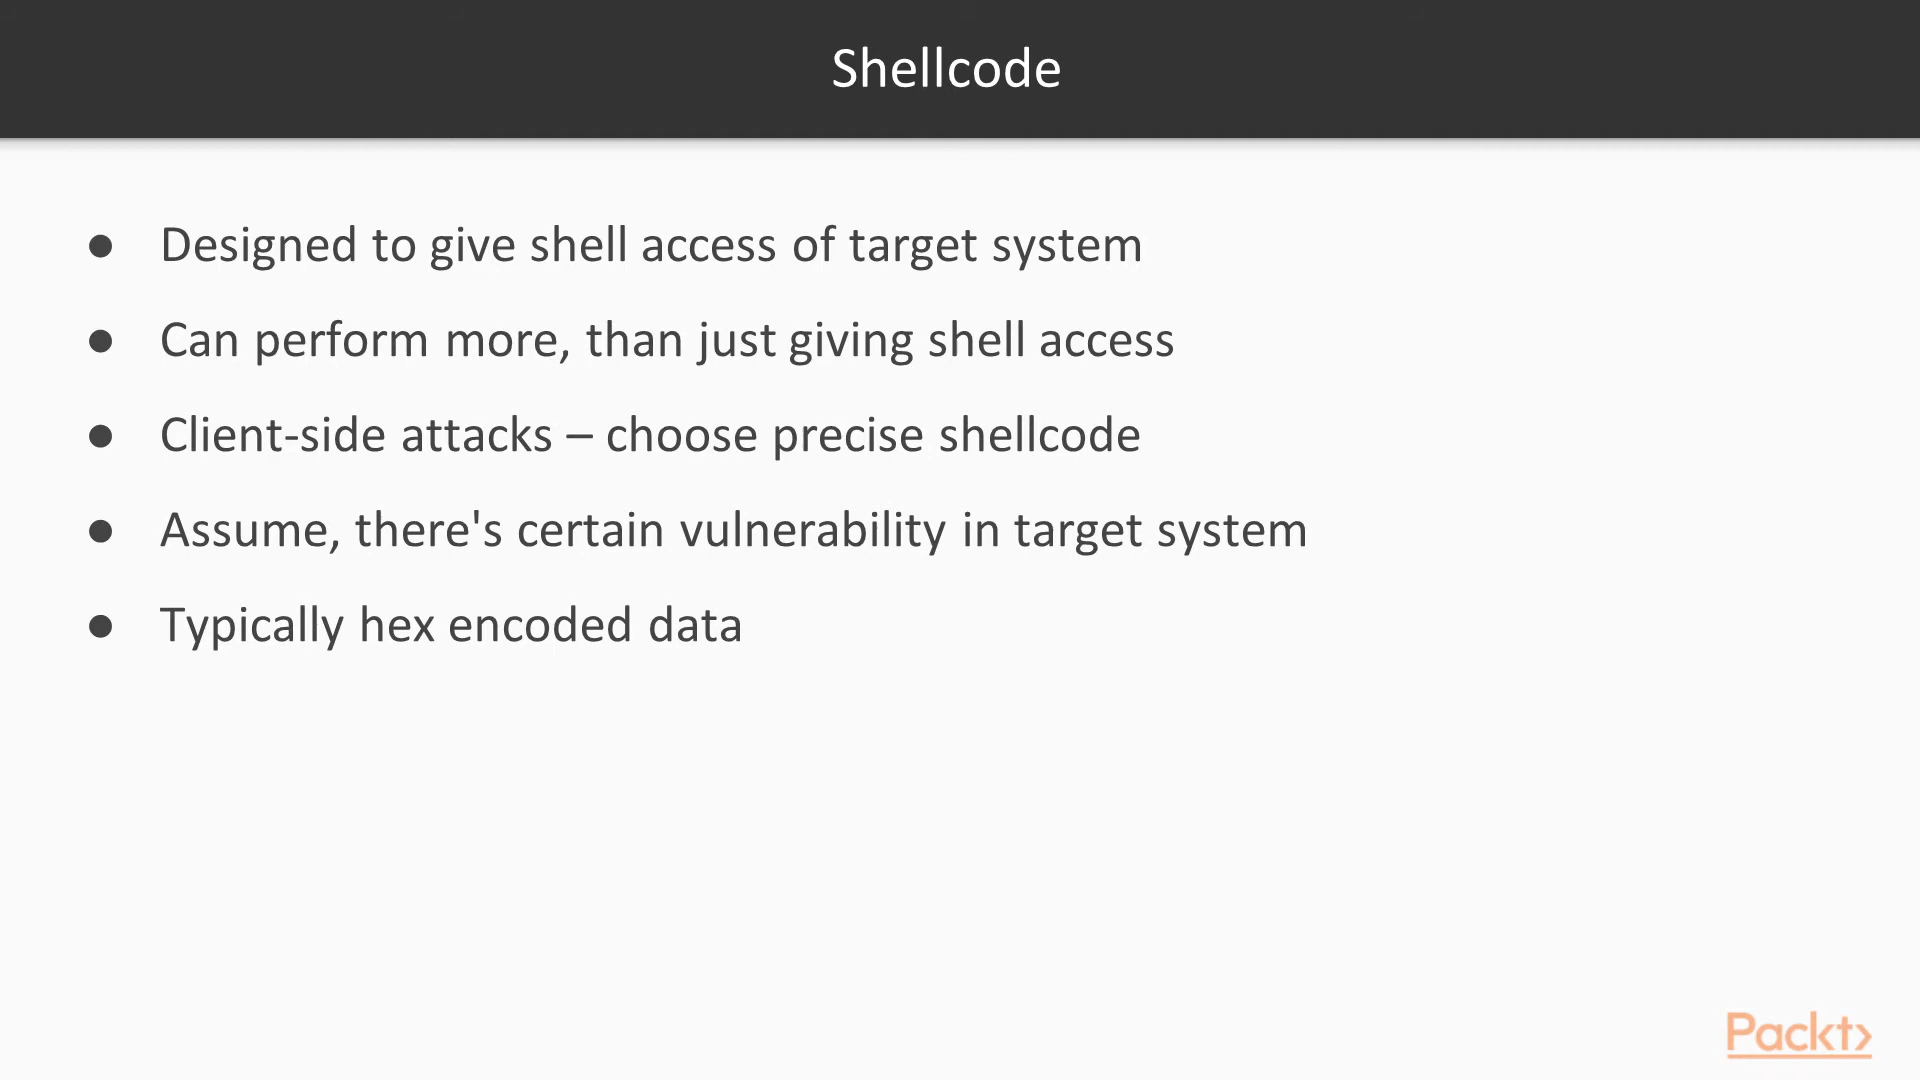 Shellcode
● Designed to give shell access of target system
● Can perform more, than just giving shell access
● Client-side attacks – choose precise shellcode
● Assume, there's certain vulnerability in target system
● Typically hex encoded data
Packt>